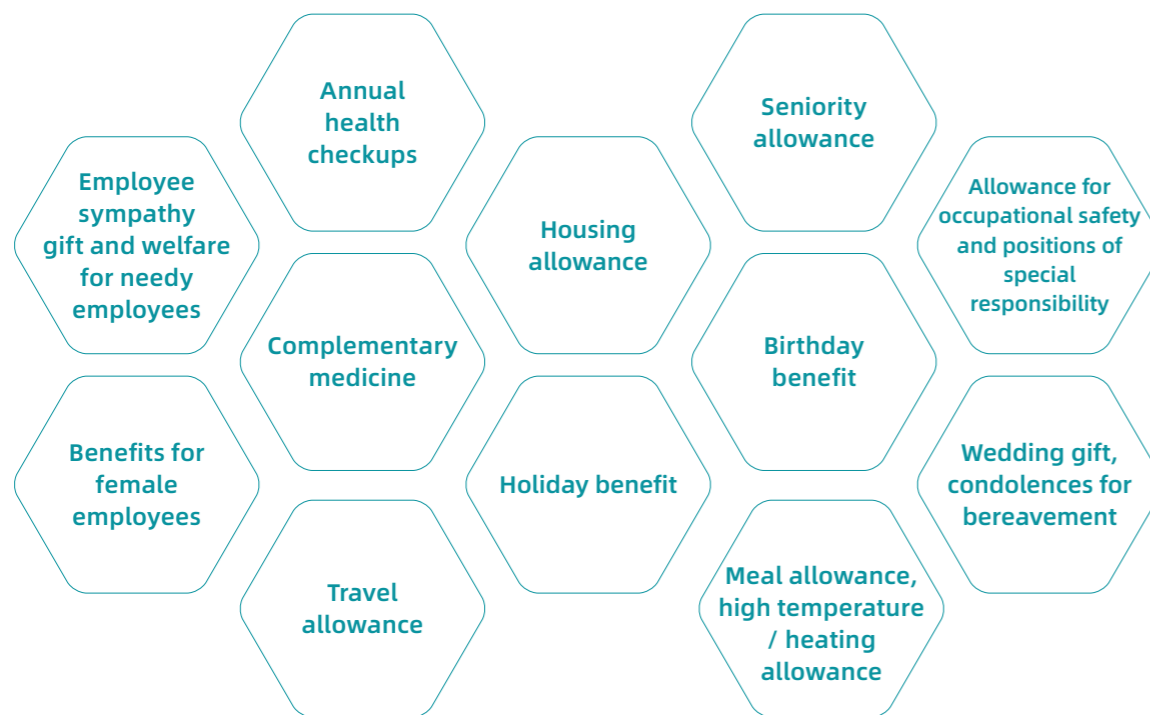 Annual
health
checkups
Seniority
allowance
Employee
sympathy
gift and welfare
for needy
employees
Housing
allowance
Allowance for
occupational safety
and positions of
special
responsibility
Complementary
medicine
Birthday
benefit
Benefits for
female
employees
Holiday benefit
Wedding gift,
condolences for
bereavement
Travel
allowance
Meal allowance,
high temperature
/ heating
allowance